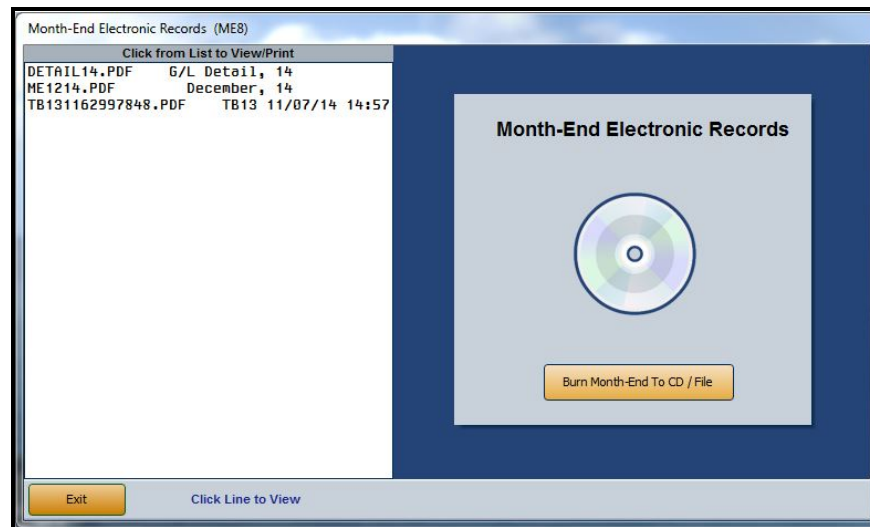 Month-End Electronic Records (ME8)
Click from List to View/Print
DETAIL14.PDF G/L Detail, 14
ME1214.PDF December, 14
TB131162997848.PDF TB13 11/07/14 14:57
Month-End Electronic Records
Burn Month-End To CD / File
Exit
Click Line to View